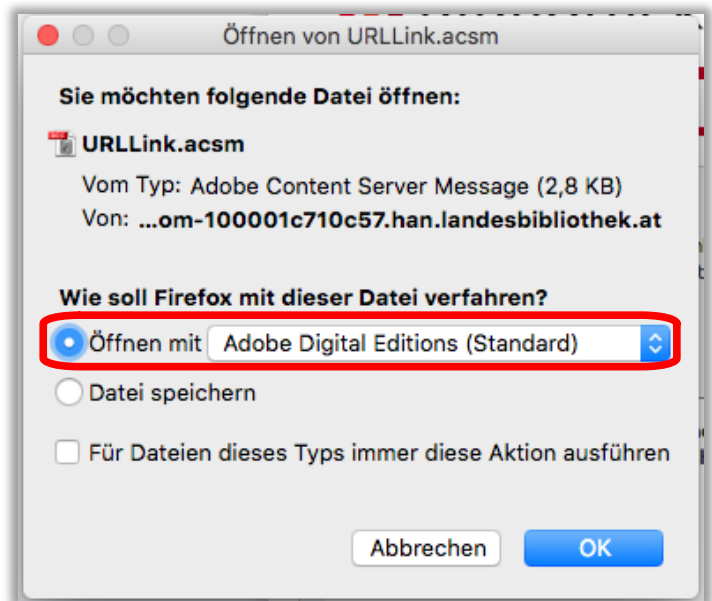 Öffnen von URLLink.acsm
Sie möchten folgende Datei öffnen:
URLLink.acsm
Vom Typ: Adobe Content Server Message (2,8 KB)
Von: ...om-100001c710c57.han.landesbibliothek.at
Wie soll Firefox mit dieser Datei verfahren?
Öffnen mit Adobe Digital Editions (Standard)
Datei speichern
Für Dateien dieses Typs immer diese Aktion ausführen
Abbrechen OK